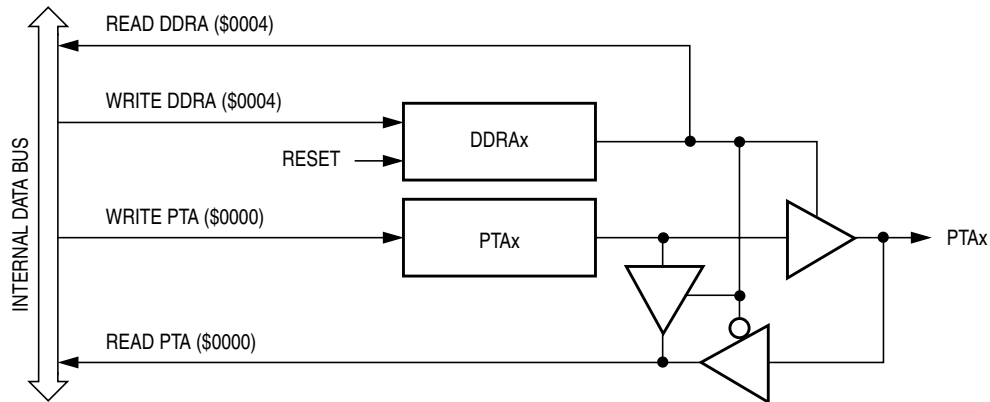 READ DDRA ($0004)
WRITE DDRA ($0004)
DDRAx
RESET
WRITE PTA ($0000)
PTAx
PTAx
READ PTA ($0000)
INTERNAL DATA BUS